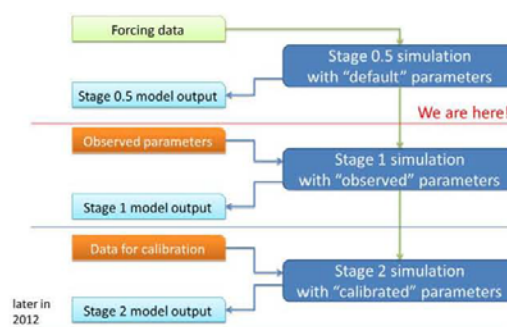 Forcing data
Stage 0.5 simulation
with “default” parameters
Stage 0.5 model output
We are here!
Observed parameters
Stage 1 simulation
with “observed” parameters
Stage 1 model output
Data for calibration
Stage 2 simulation
with “calibrated” parameters
later in
2012
Stage 2 model output